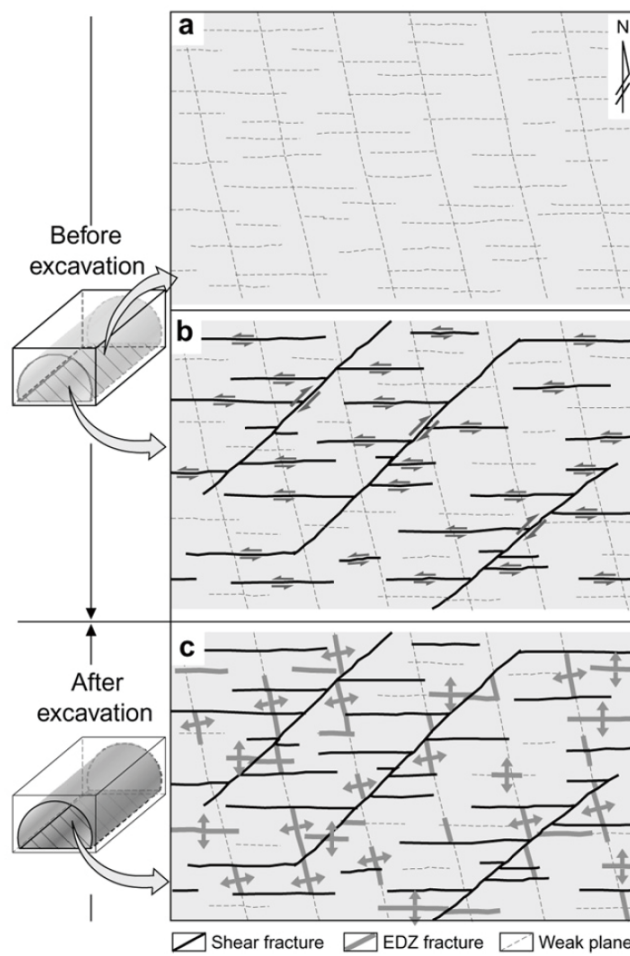 a
N
Before
excavation
b
After
excavation
c
Shear fracture
EDZ fracture
Weak plane